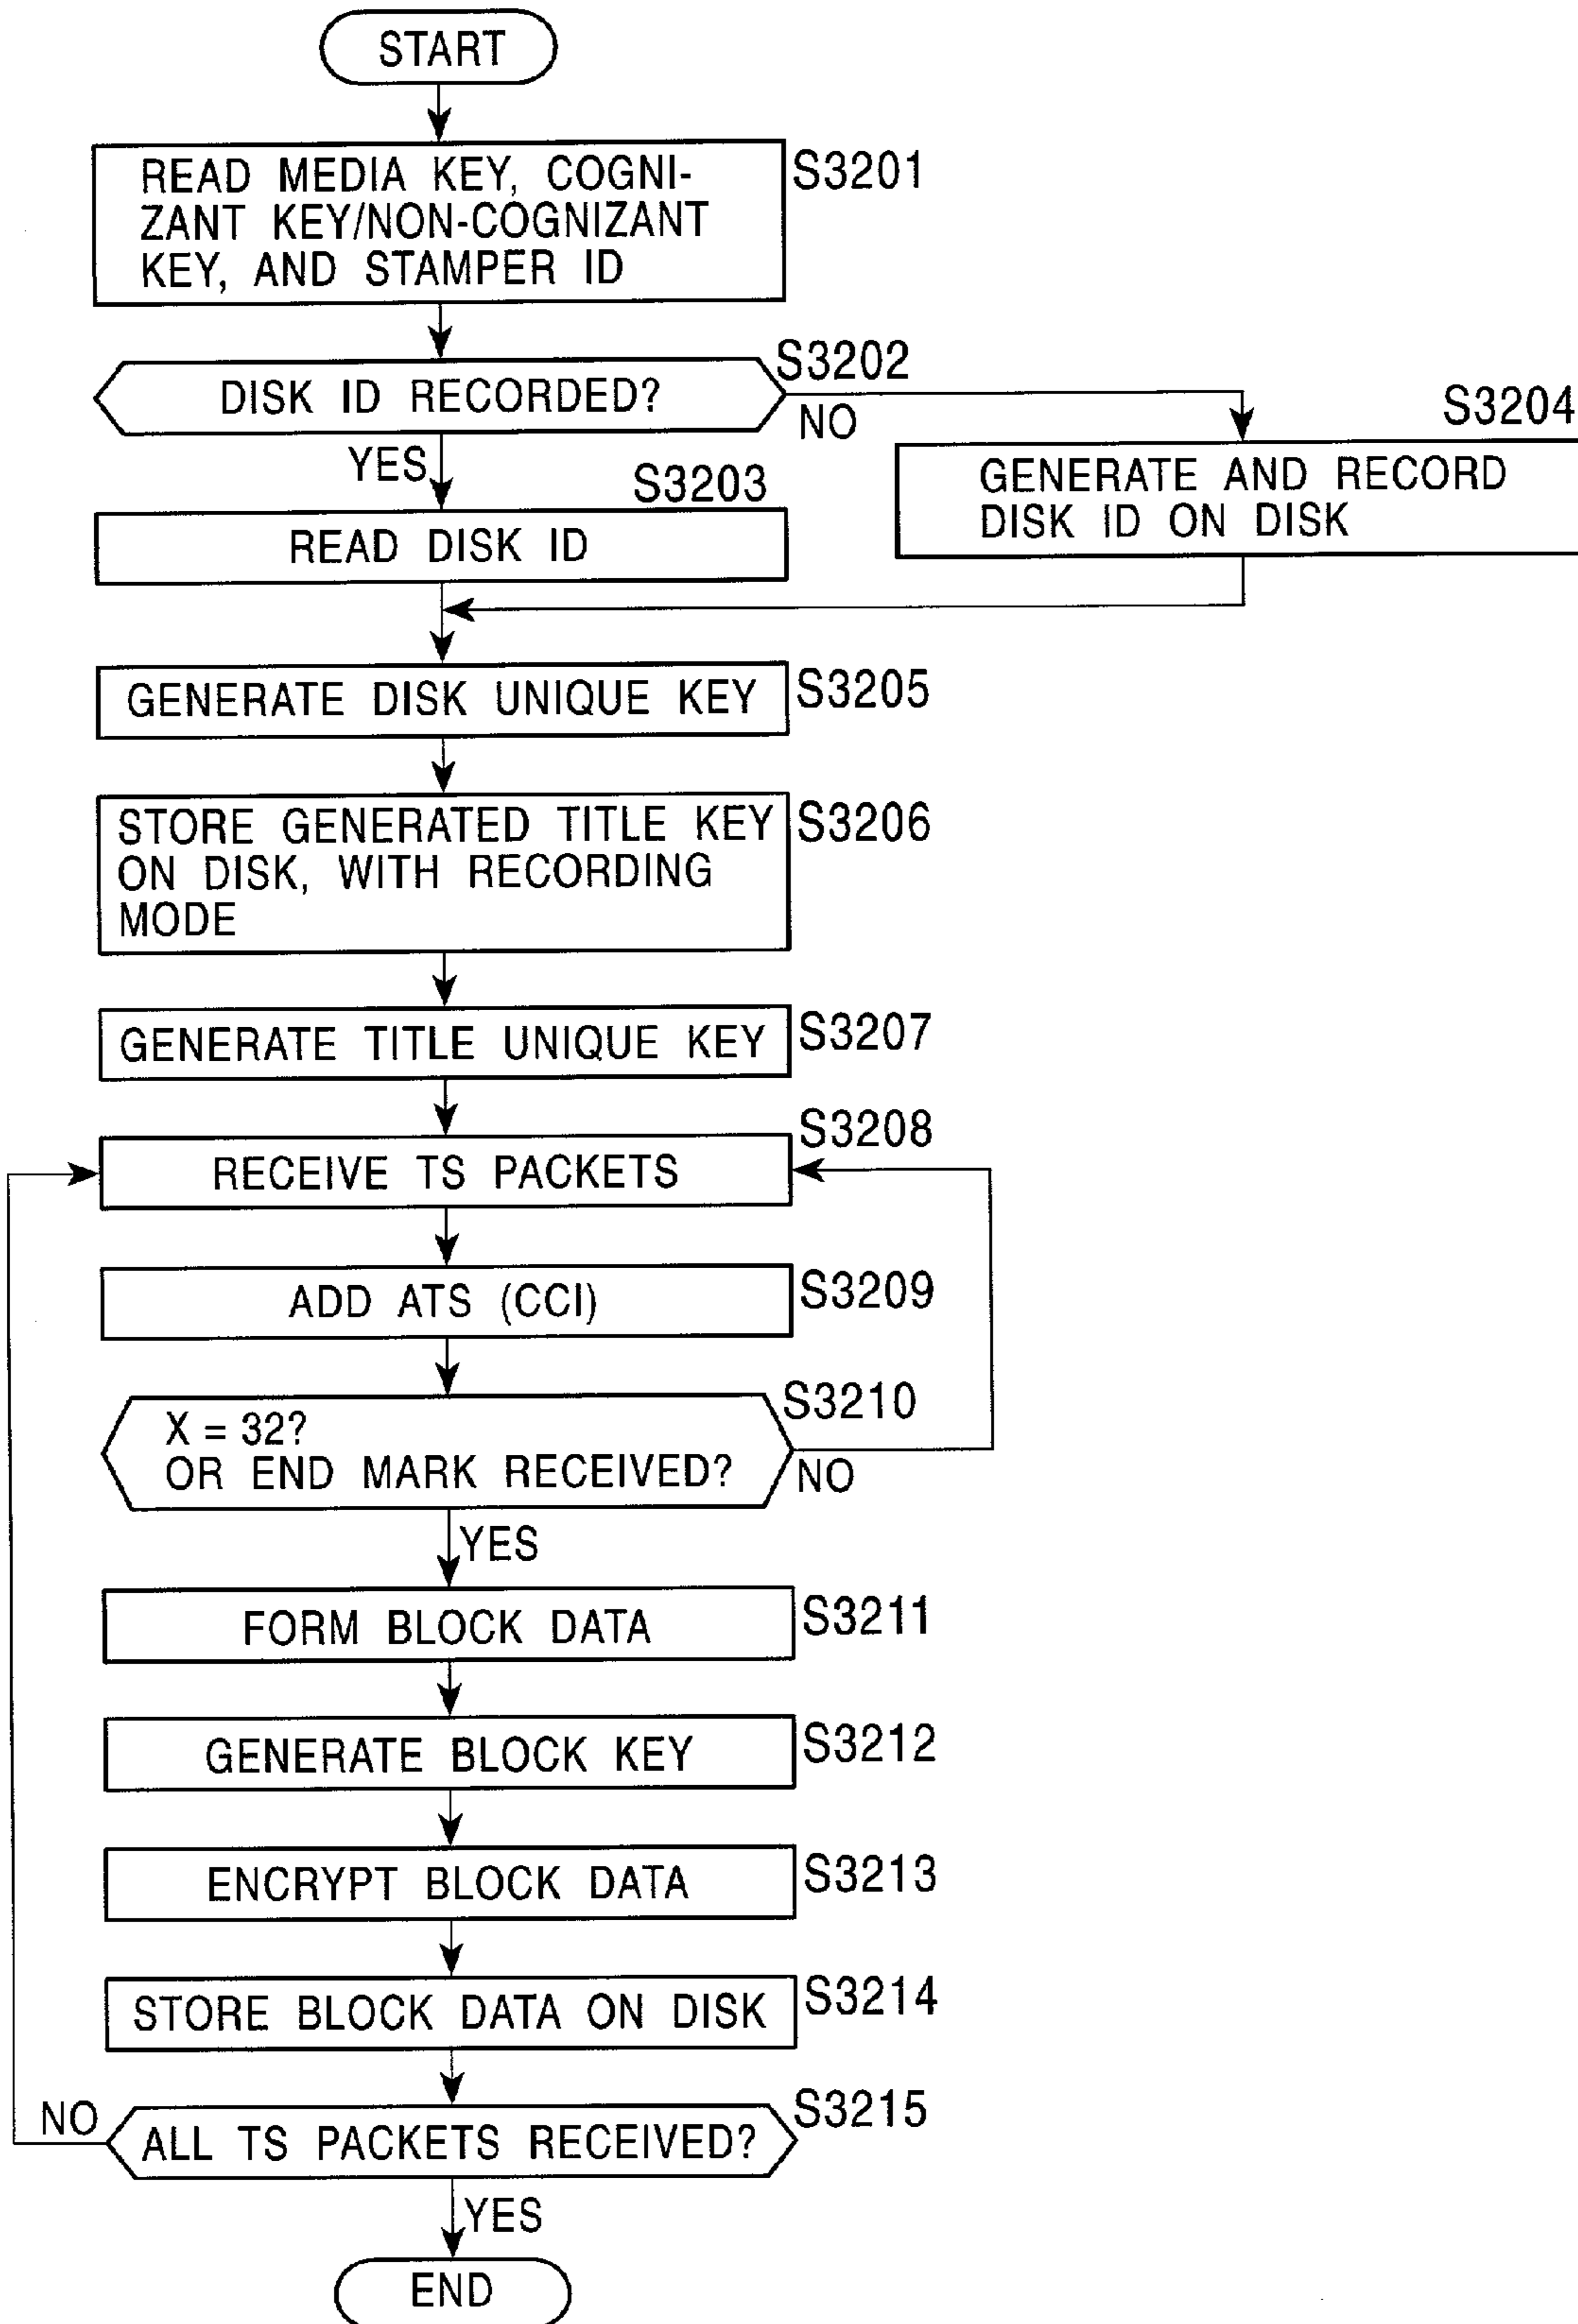 START
READ MEDIA KEY, COGNI-
ZANT KEY/NON-COGNIZANT
KEY, AND STAMPER ID
S3201
DISK ID RECORDED?
S3202
NO
YES
S3204
GENERATE AND RECORD
DISK ID ON DISK
S3203
READ DISK ID
GENERATE DISK UNIQUE KEY
S3205
STORE GENERATED TITLE KEY
ON DISK, WITH RECORDING
MODE
S3206
GENERATE TITLE UNIQUE KEY
S3207
S3208
RECEIVE TS PACKETS
ADD ATS (CCI)
S3209
X = 32?
OR END MARK RECEIVED?
S3210
NO
YES
FORM BLOCK DATA
S3211
GENERATE BLOCK KEY
S3212
ENCRYPT BLOCK DATA
S3213
STORE BLOCK DATA ON DISK
S3214
NO
ALL TS PACKETS RECEIVED?
S3215
YES
END